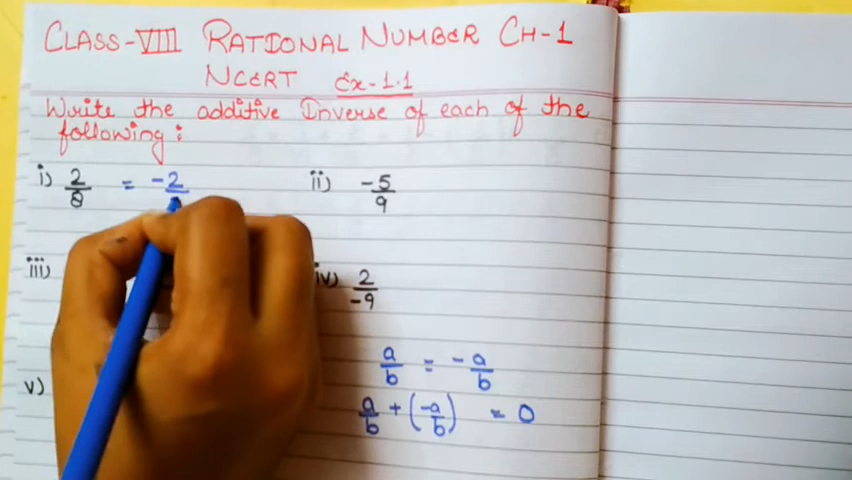 CLASS-VIII RATIONAL NUMBER CH-1
NCERT Ex-1.1
Write the additive Inverse of each of the
following:
i) 2/8 = -2/
ii) -5/9
iii)
iv) 2/-9
v)
a/b = -a/b
a/b + (-a/b) = 0